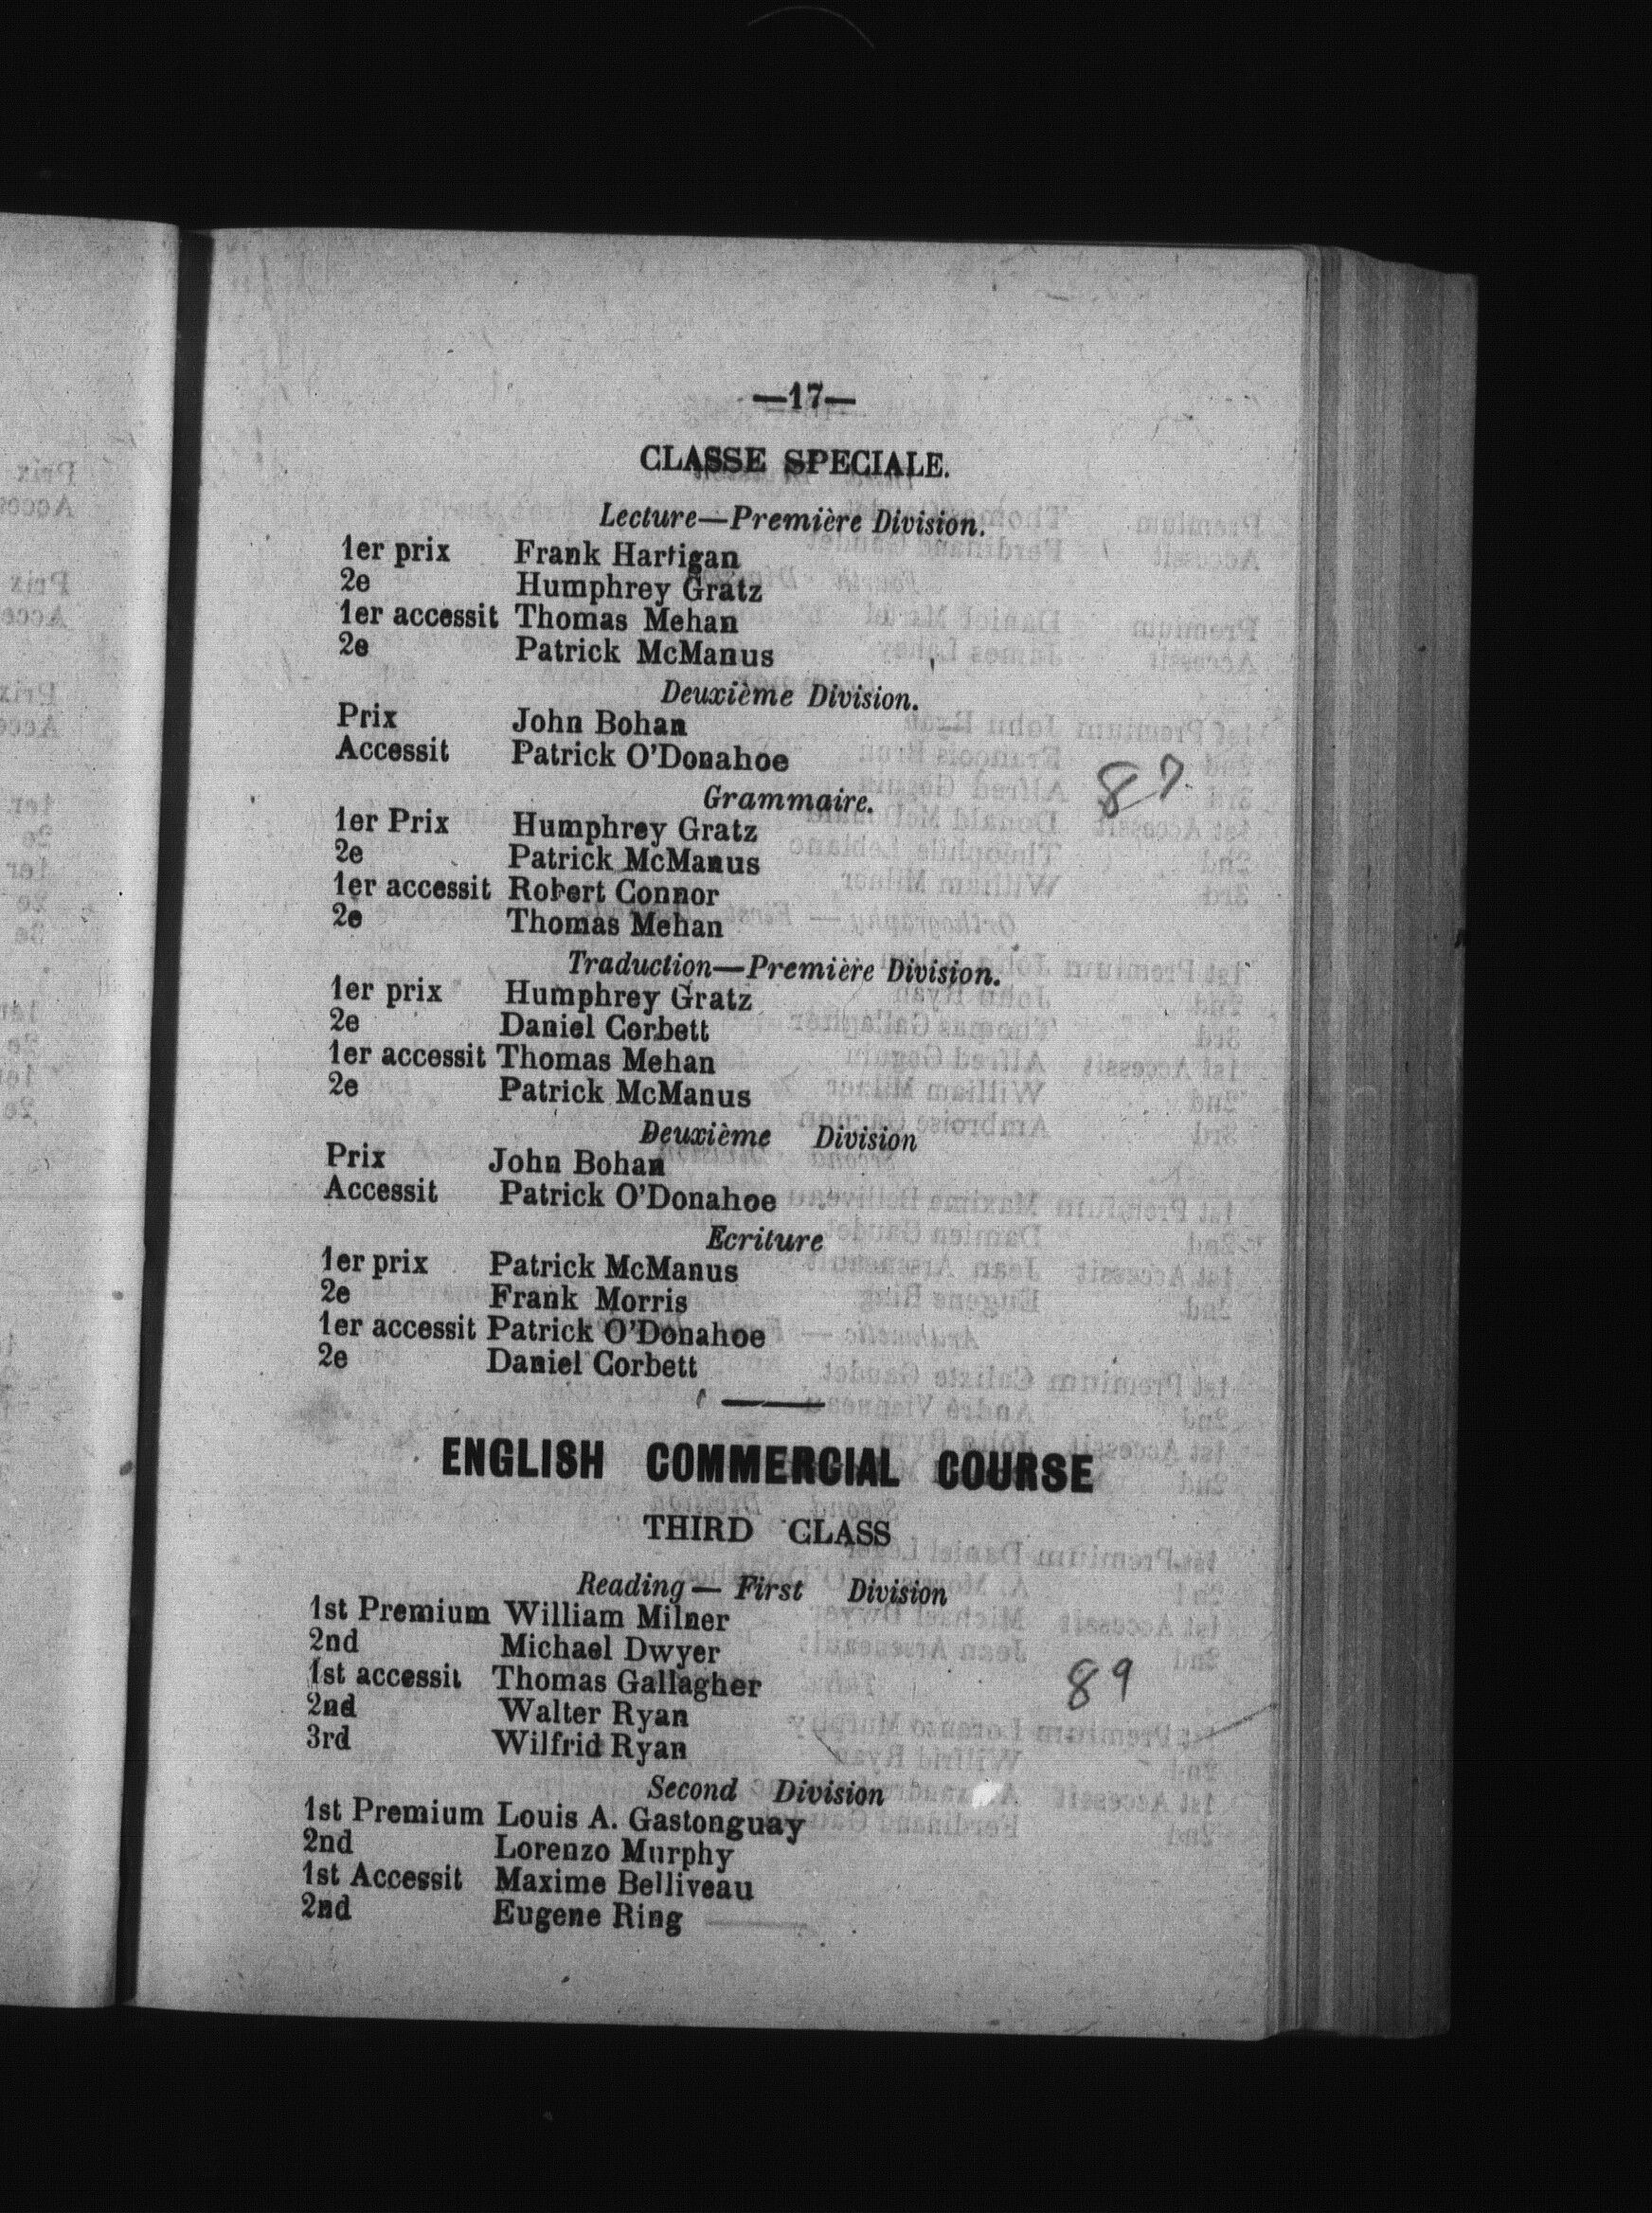 —17—
CLASSE SPECIALE.
Lecture—Première Division.
1er prix Frank Hartigan
2e Humphrey Gratz
1er accessit Thomas Mehan
2e Patrick McManus
Deuxième Division.
Prix John Bohan
Accessit Patrick O'Donahoe
87
Grammaire.
1er Prix Humphrey Gratz
2e Patrick McManus
1er accessit Robert Connor
2e Thomas Mehan
Traduction—Première Division.
1er prix Humphrey Gratz
2e Daniel Corbett
1er accessit Thomas Mehan
2e Patrick McManus
Deuxième Division
Prix John Bohan
Accessit Patrick O'Donahoe
Ecriture
1er prix Patrick McManus
2e Frank Morris
1er accessit Patrick O'Donahoe
2e Daniel Corbett
ENGLISH COMMERCIAL COURSE
THIRD CLASS
Reading — First Division
1st Premium William Milner
2nd Michael Dwyer
1st accessit Thomas Gallagher
89
2nd Walter Ryan
3rd Wilfrid Ryan
Second Division
1st Premium Louis A. Gastonguay
2nd Lorenzo Murphy
1st Accessit Maxime Belliveau
2nd Eugene Ring